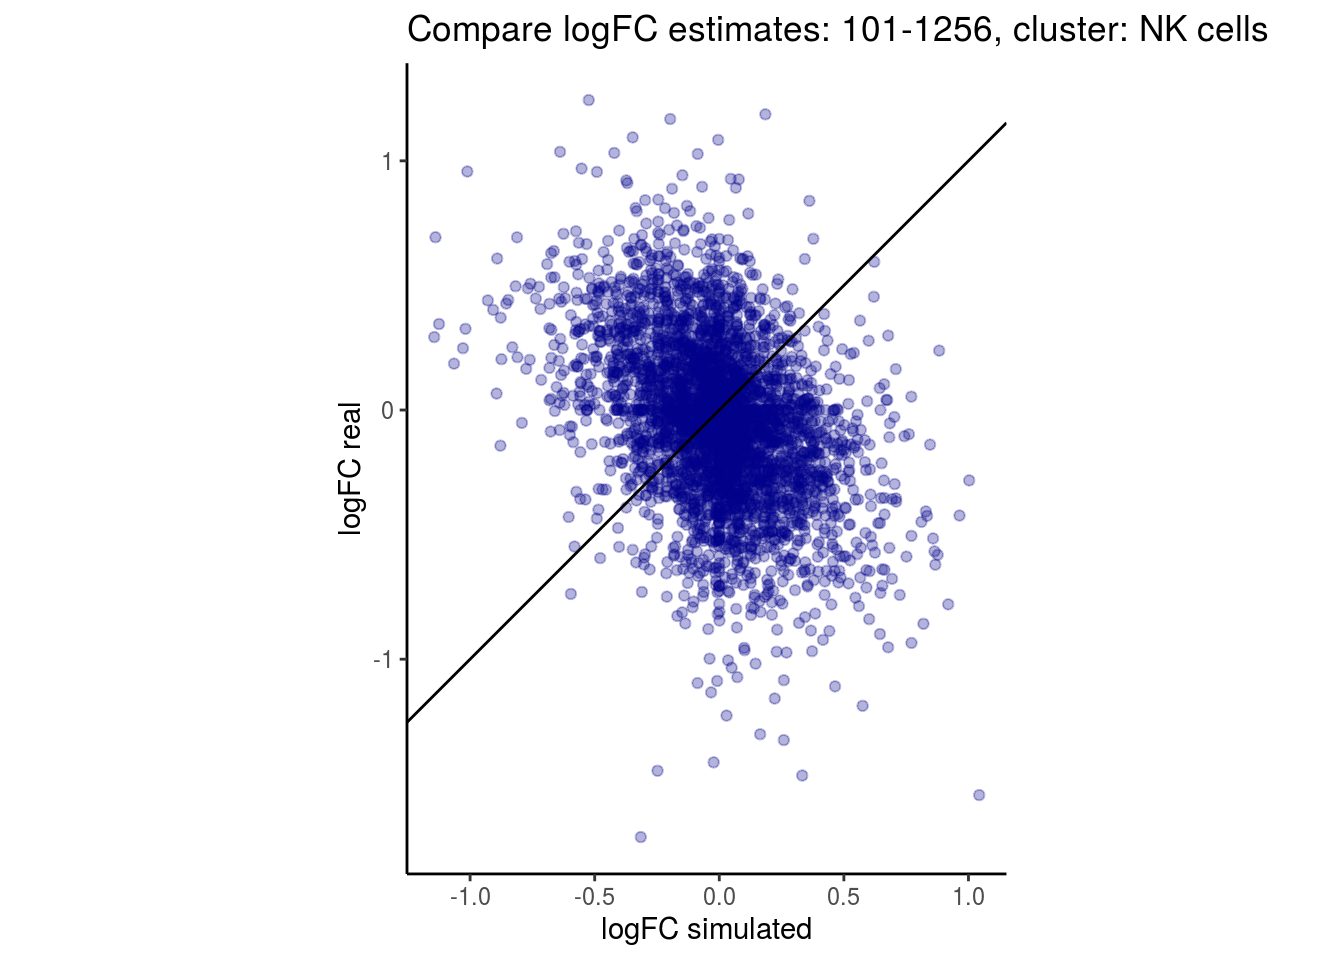 Compare logFC estimates: 101-1256, cluster: NK cells
1
0
-1
logFC real
-1.0 -0.5 0.0 0.5 1.0
logFC simulated